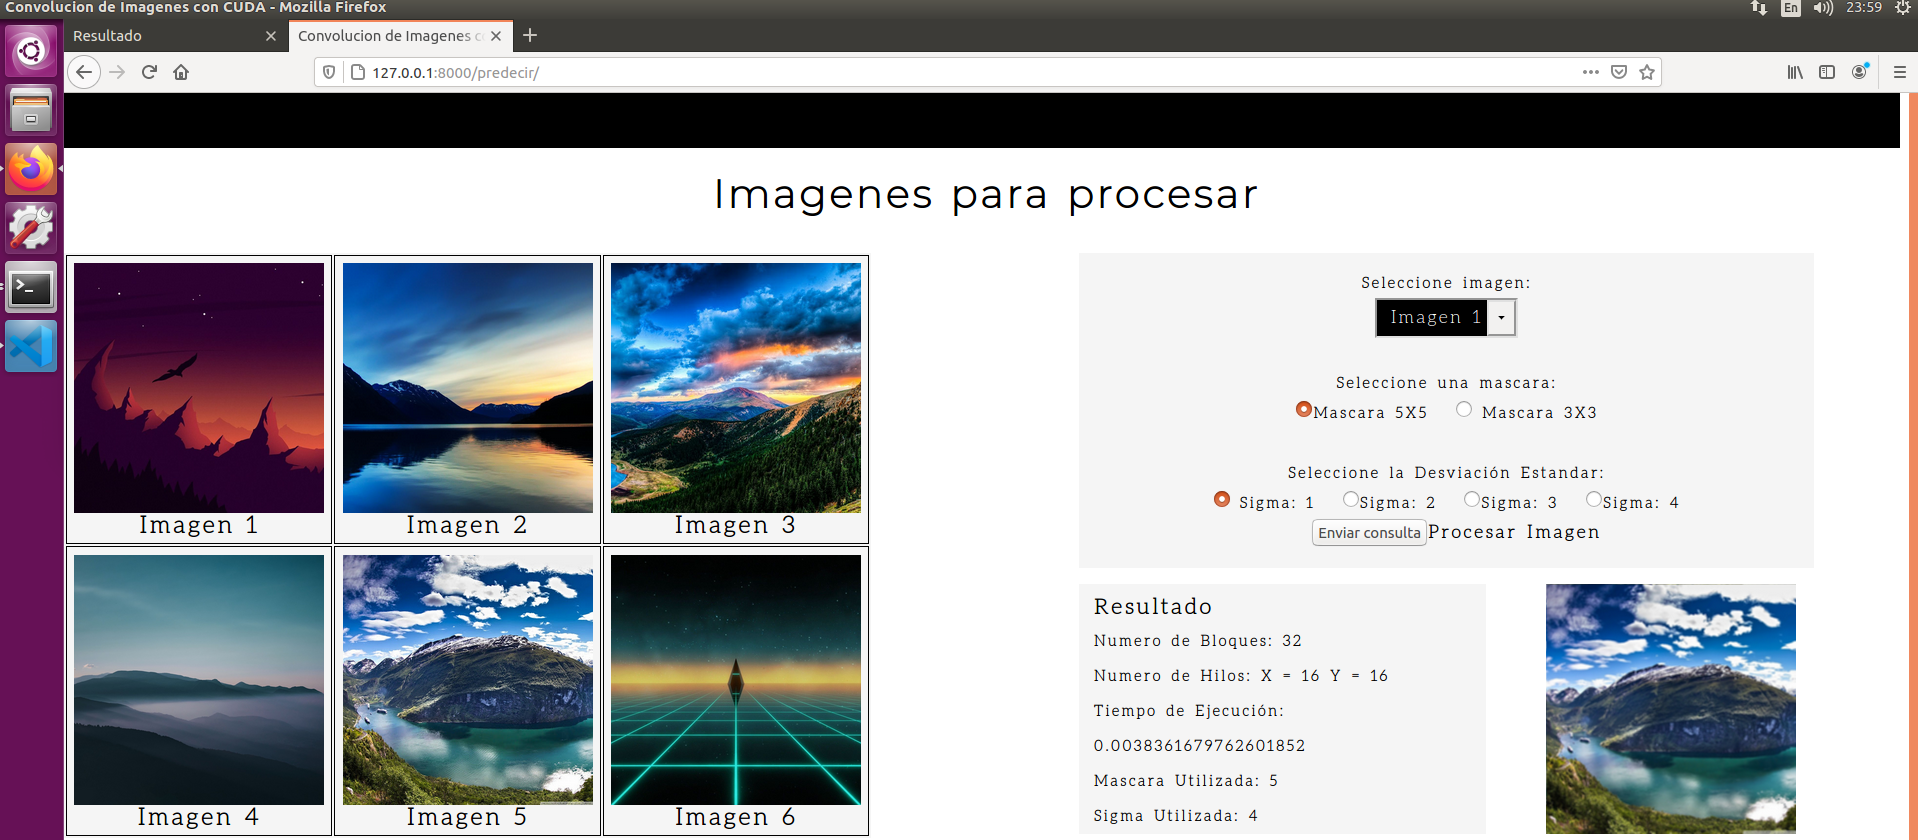 Convolucion de Imagenes con CUDA - Mozilla Firefox
En
23:59
Resultado
Convolucion de Imagenes c
127.0.0.1:8000/predecir/
Imagenes para procesar
Imagen 1
Imagen 2
Imagen 3
Imagen 4
Imagen 5
Imagen 6
Seleccione imagen:
Imagen 1
Seleccione una mascara:
Mascara 5X5 Mascara 3X3
Seleccione la Desviación Estandar:
Sigma: 1 Sigma: 2 Sigma: 3 Sigma: 4
Enviar consulta Procesar Imagen
Resultado
Numero de Bloques: 32
Numero de Hilos: X = 16 Y = 16
Tiempo de Ejecución:
0.0038361679762601852
Mascara Utilizada: 5
Sigma Utilizada: 4